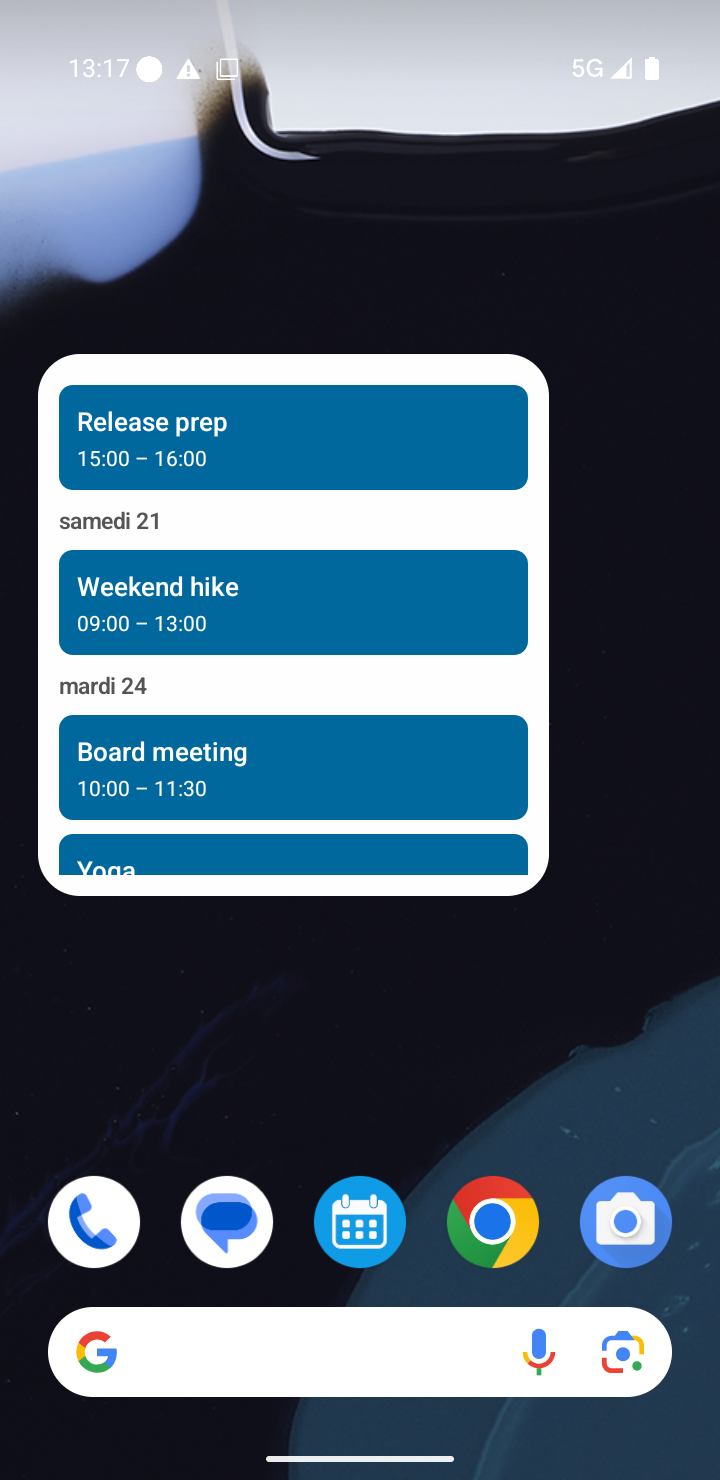 13:17
5G
Release prep
15:00 – 16:00
samedi 21
Weekend hike
09:00 – 13:00
mardi 24
Board meeting
10:00 – 11:30
Yoga